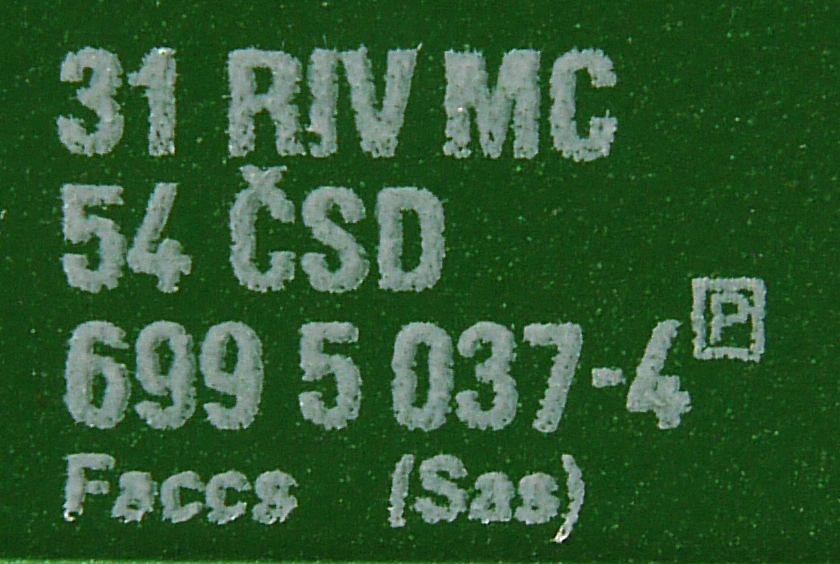 31 RIV MC
54 ČSD
699 5 037-4 P
Faccs (Sas)